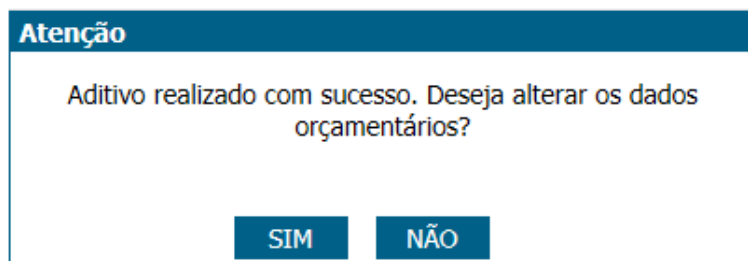 Atenção
Aditivo realizado com sucesso. Deseja alterar os dados
orçamentários?
SIM NÃO